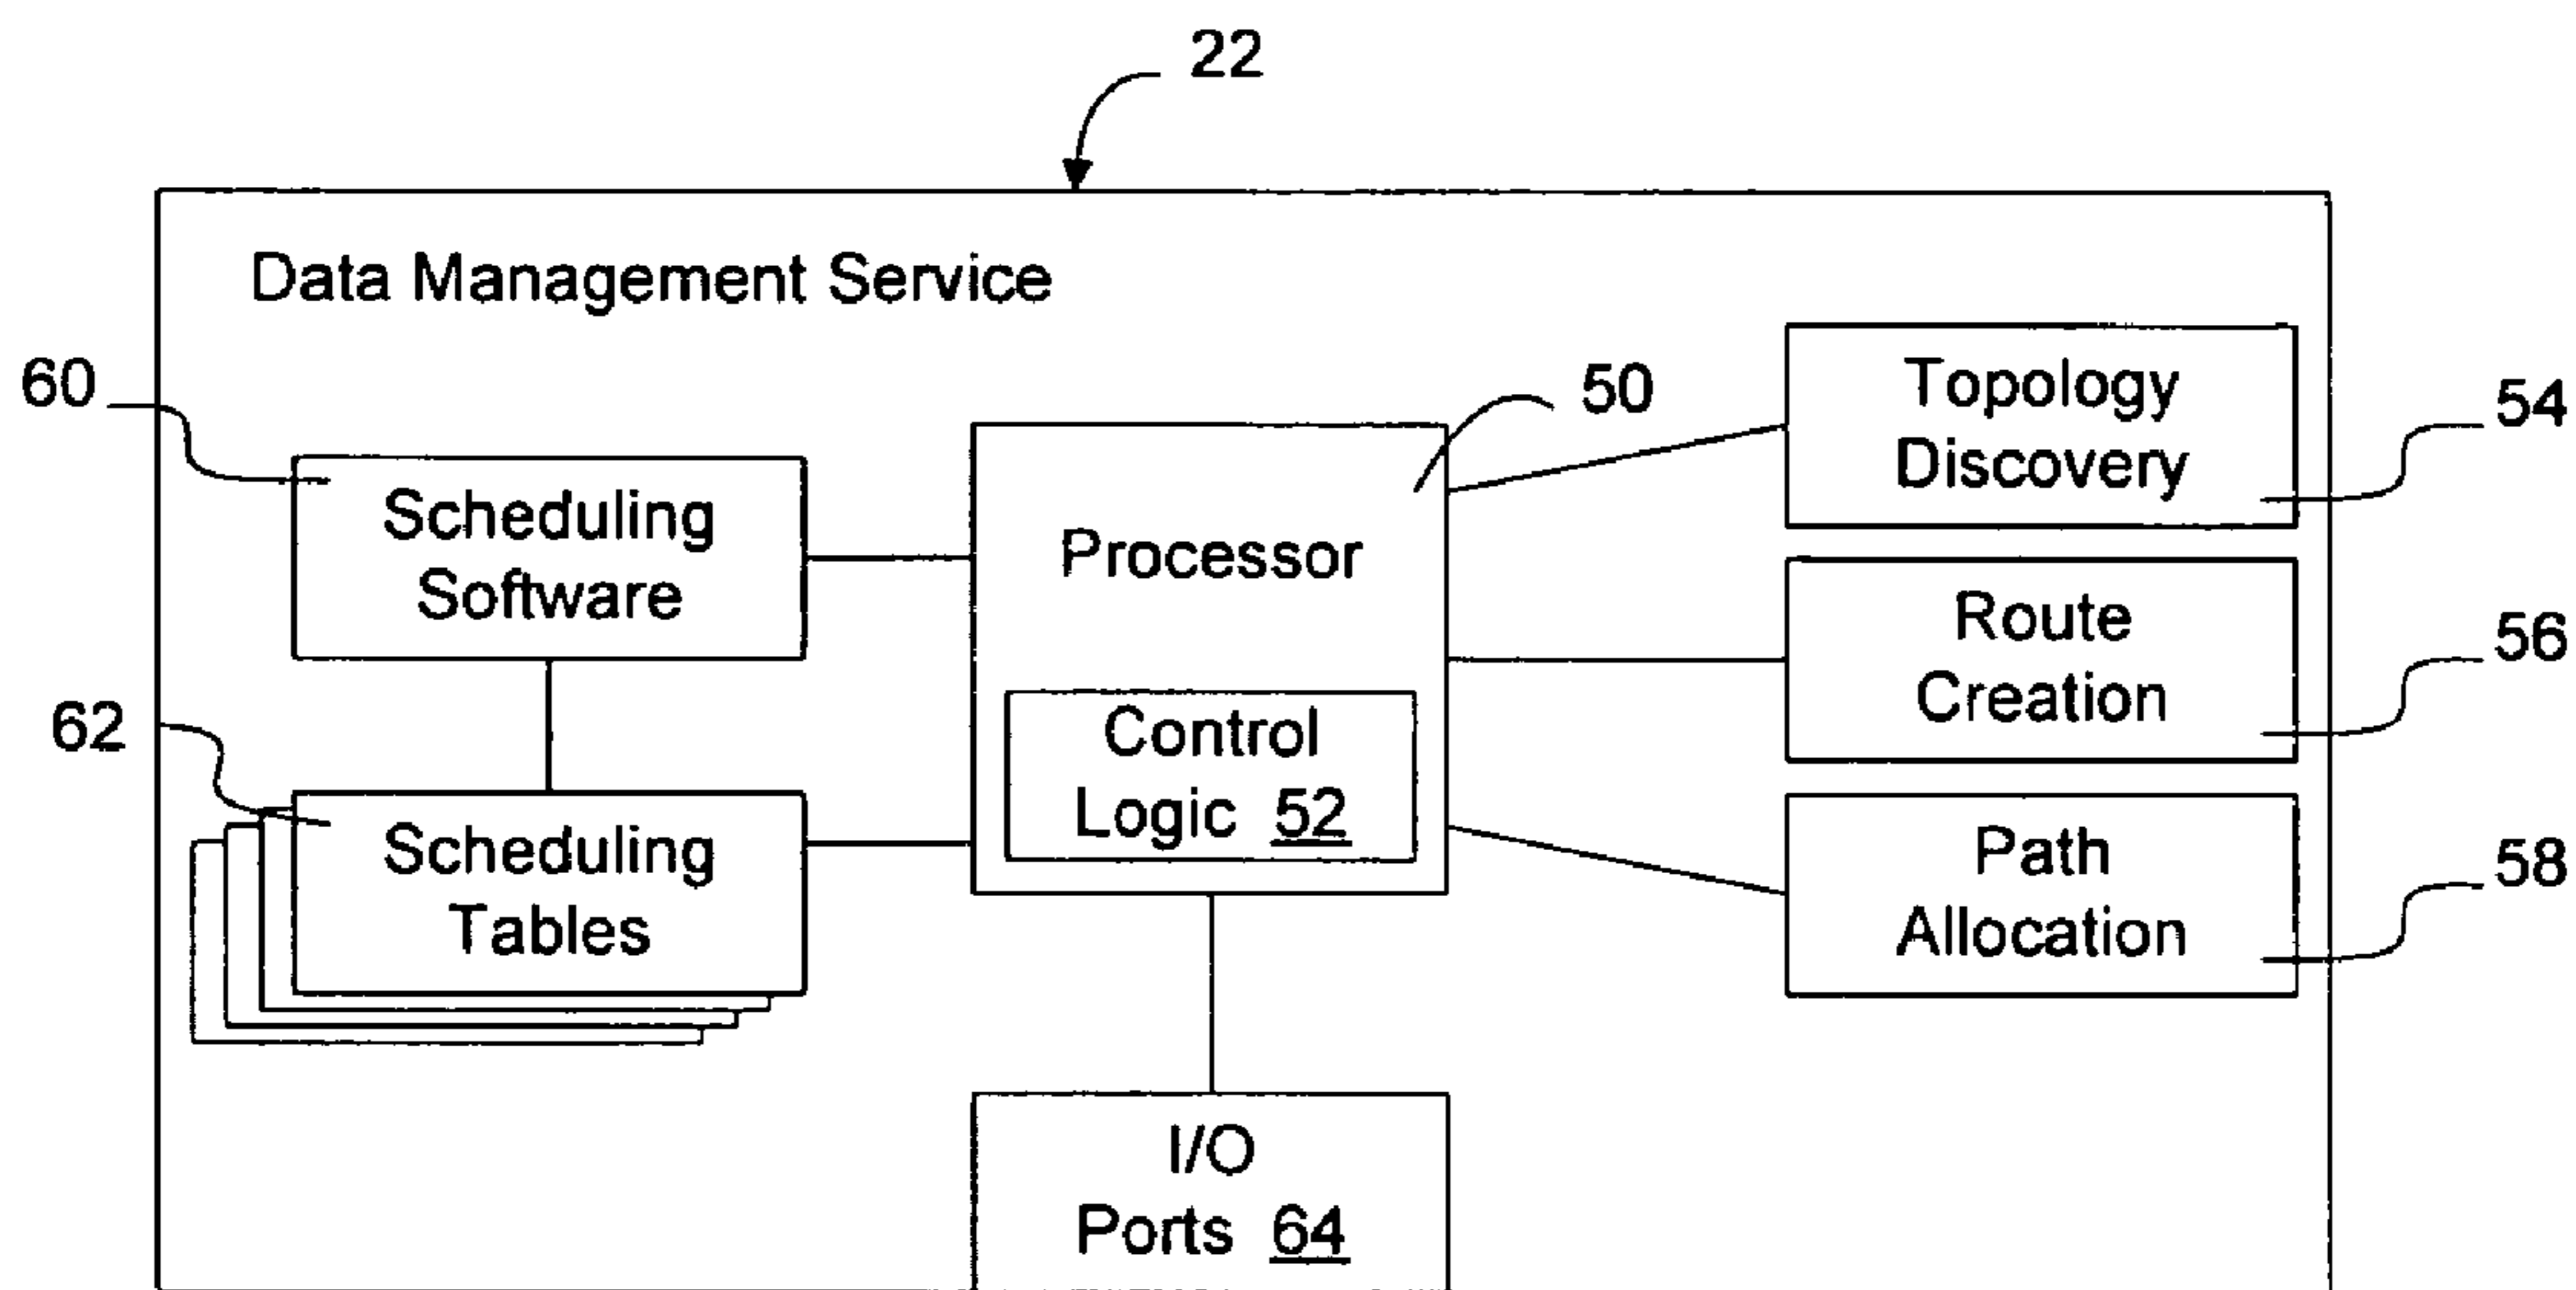 22
Data Management Service
60
Scheduling
Software
62
Scheduling
Tables
50
Processor
Control
Logic 52
I/O
Ports 64
Topology
Discovery
54
Route
Creation
56
Path
Allocation
58